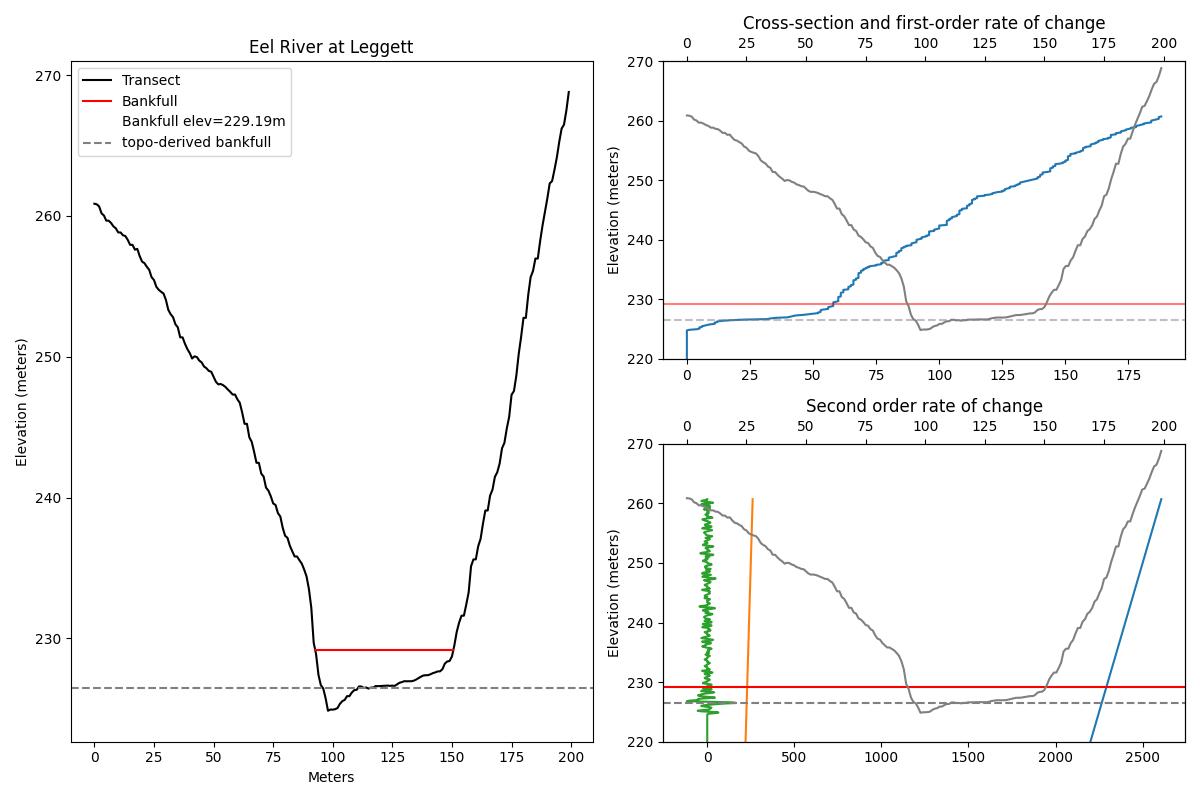 Eel River at Leggett
Transect
Bankfull
Bankfull elev=229.19m
topo-derived bankfull
270
260
250
240
230
Elevation (meters)
0 25 50 75 100 125 150 175 200
Meters
Cross-section and first-order rate of change
0 25 50 75 100 125 150 175 200
270
260
250
240
230
220
Elevation (meters)
0 25 50 75 100 125 150 175
Second order rate of change
0 25 50 75 100 125 150 175 200
270
260
250
240
230
220
Elevation (meters)
0 500 1000 1500 2000 2500